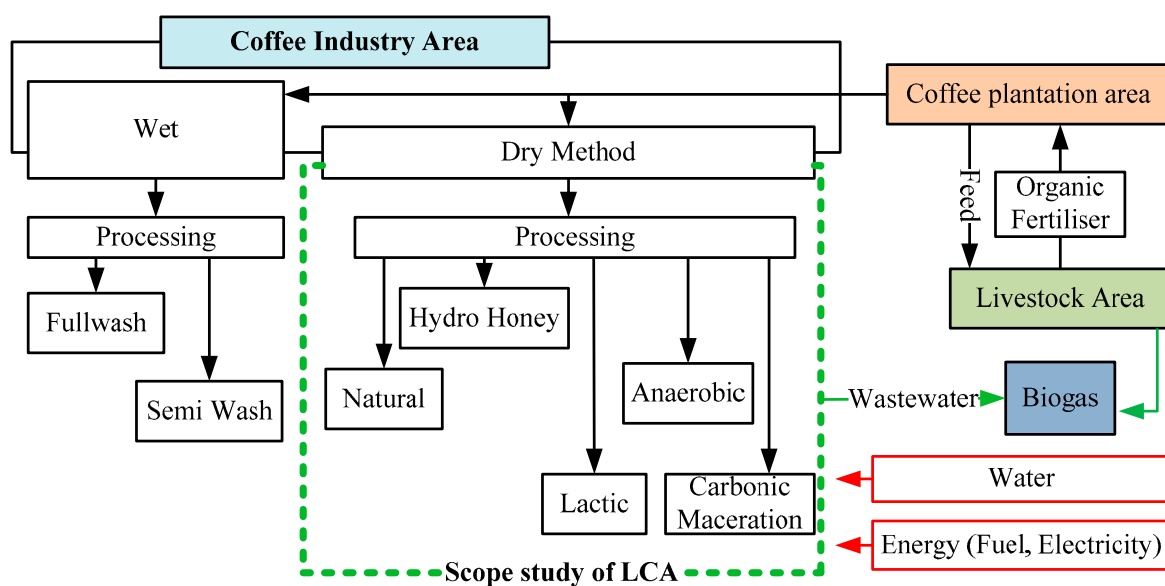 Coffee Industry Area
Coffee plantation area
Wet
Dry Method
Feed
Organic
Fertiliser
Processing
Processing
Livestock Area
Fullwash
Hydro Honey
Natural
Anaerobic
Wastewater
Biogas
Semi Wash
Lactic
Carbonic
Maceration
Water
Energy (Fuel, Electricity)
Scope study of LCA